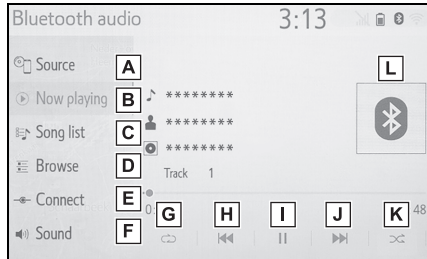 Bluetooth audio 3:13
Source A L
Now playing B ********
Song list C ********
Browse D ********
Track 1
Connect E
0: G H I J K 48
Sound F